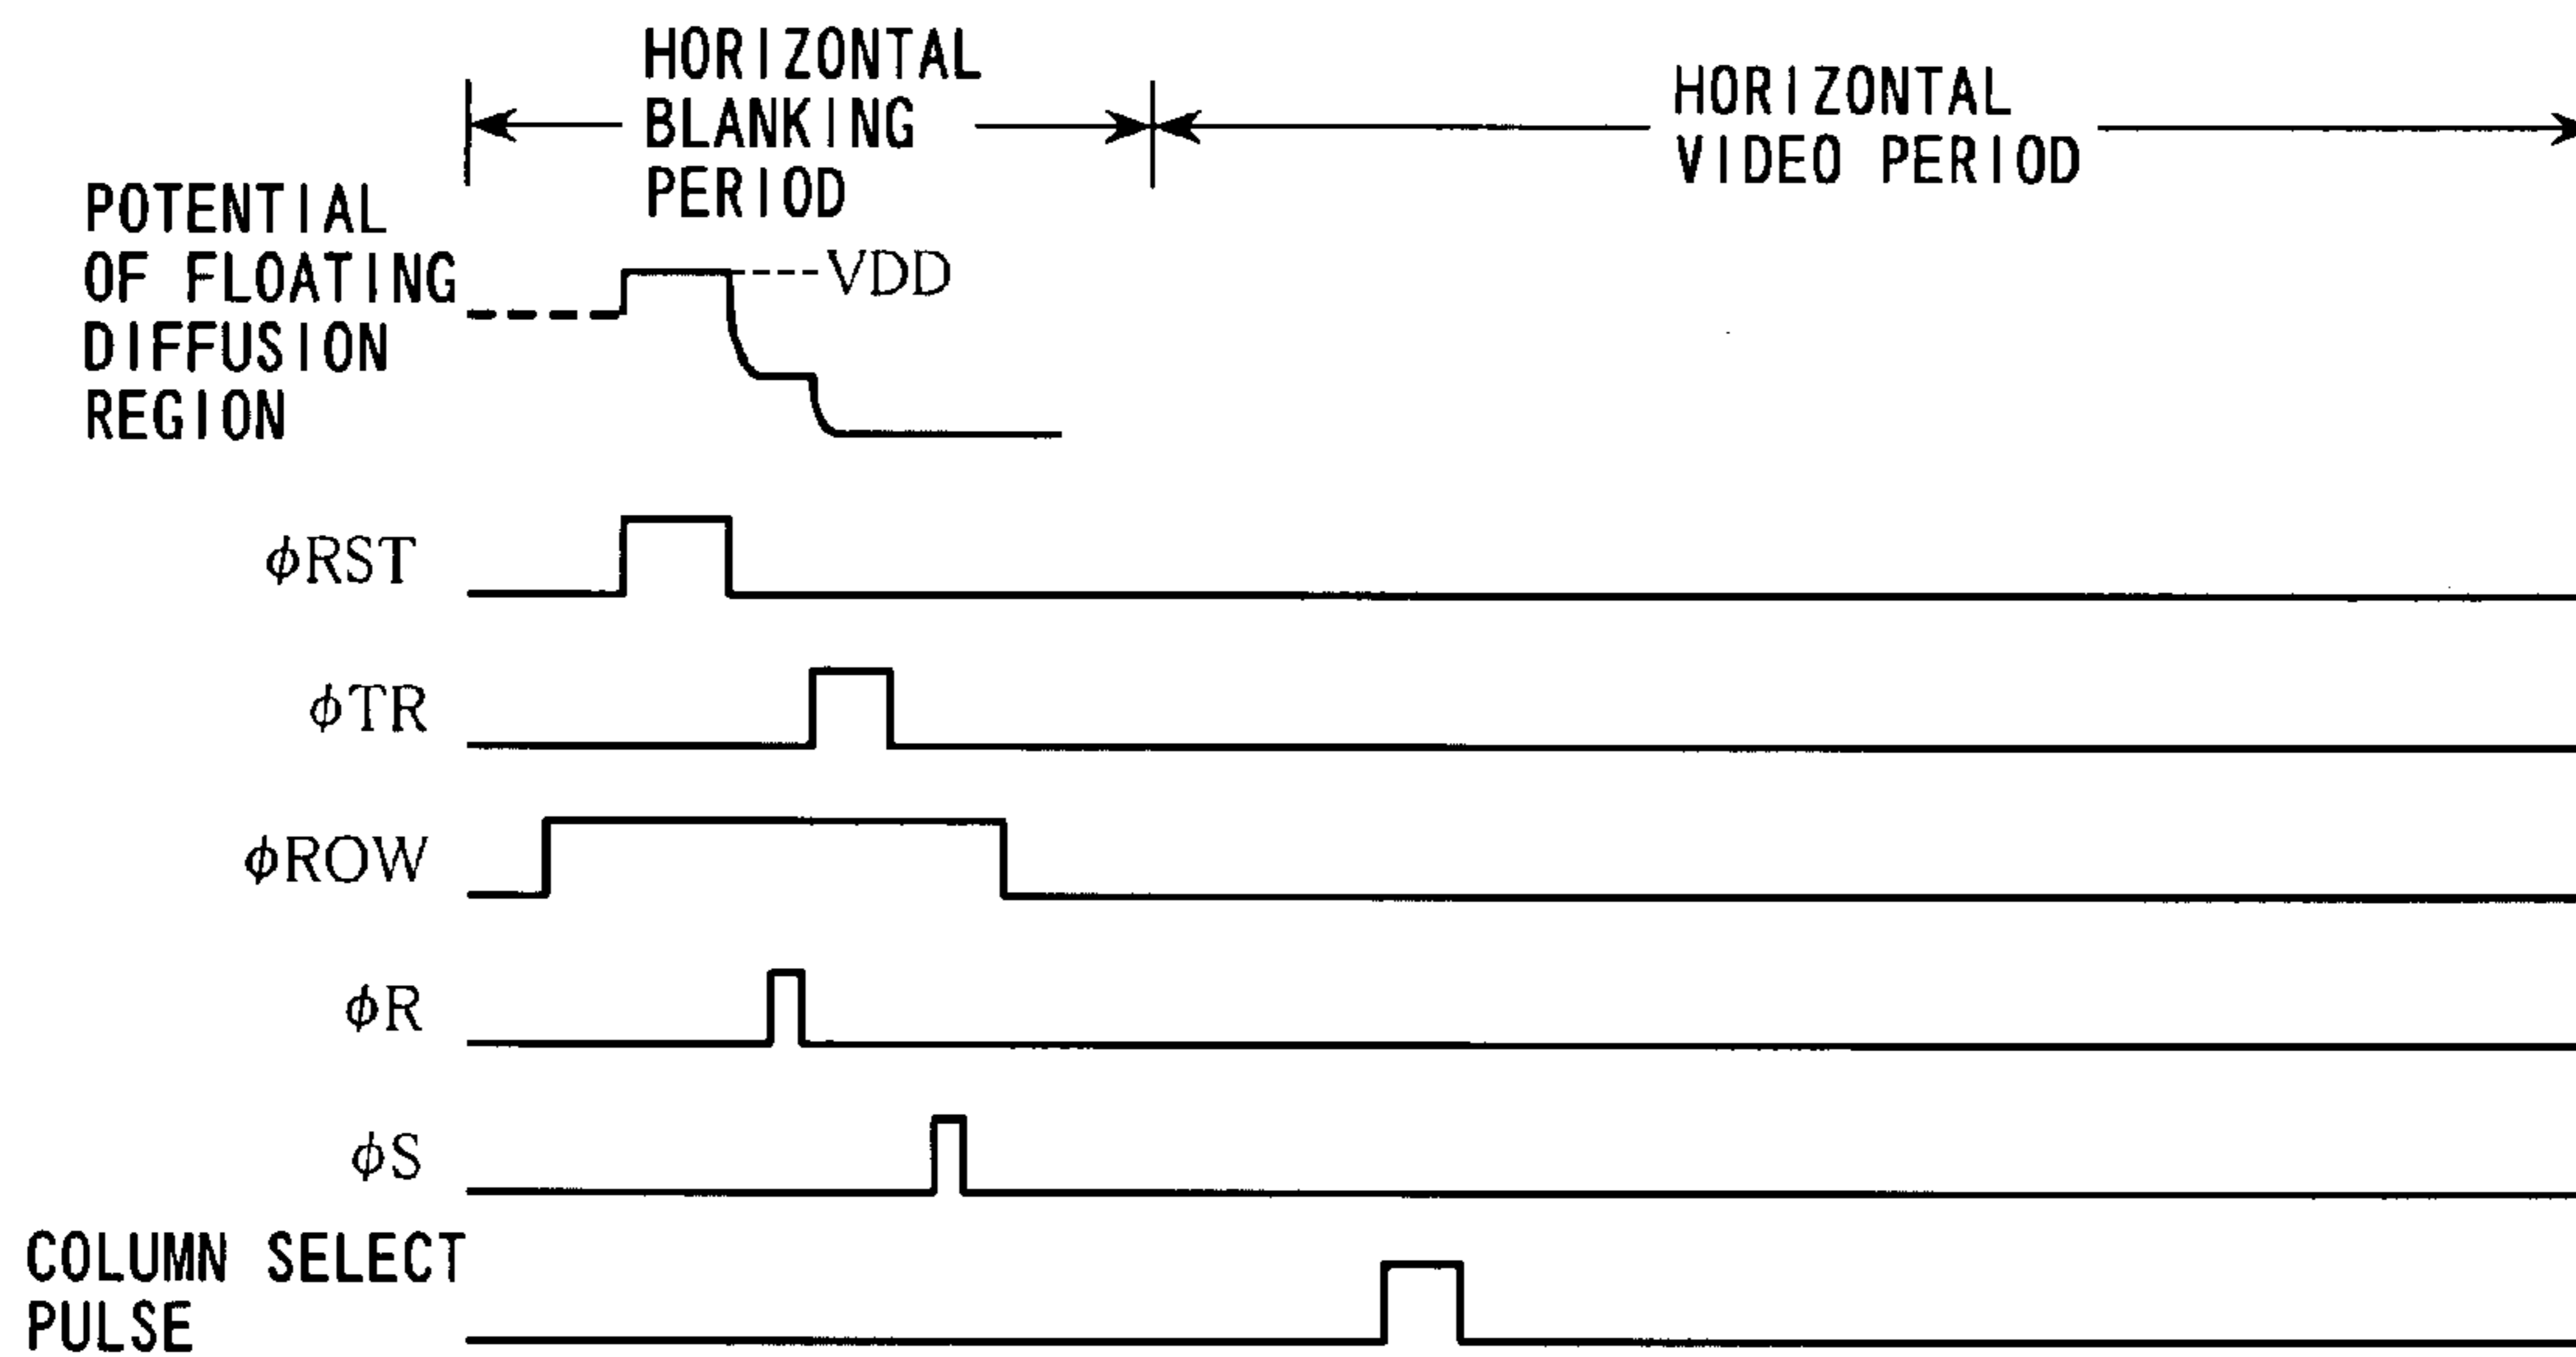 HORIZONTAL
BLANKING
PERIOD
HORIZONTAL
VIDEO PERIOD
POTENTIAL
OF FLOATING
DIFFUSION
REGION
VDD
ϕRST
ϕTR
ϕROW
ϕR
ϕS
COLUMN SELECT
PULSE